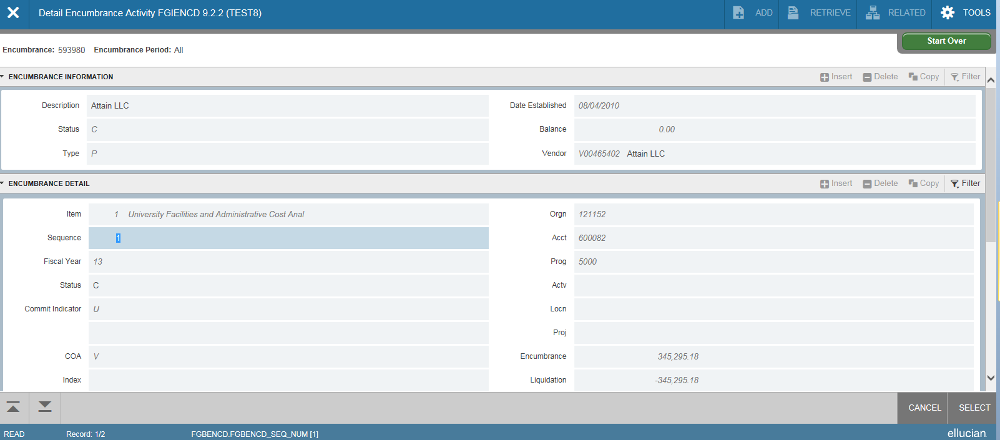 Detail Encumbrance Activity FGIENCD 9.2.2 (TEST8) ADD RETRIEVE RELATED TOOLS
Start Over
Encumbrance: 593980 Encumbrance Period: All
ENCUMBRANCE INFORMATION Insert Delete Copy Filter
Description Attain LLC Date Established 08/04/2010
Status C Balance 0.00
Type P Vendor V00465402 Attain LLC
ENCUMBRANCE DETAIL Insert Delete Copy Filter
Item 1 University Facilities and Administrative Cost Anal Orgn 121152
Sequence 1 Acct 600082
Fiscal Year 13 Prog 5000
Status C Actv
Commit Indicator U Locn
Proj
COA V Encumbrance 345,295.18
Index Liquidation -345,295.18
CANCEL SELECT
READ Record: 1/2 FGBENCD.FGBENCD_SEQ_NUM [1] ellucian